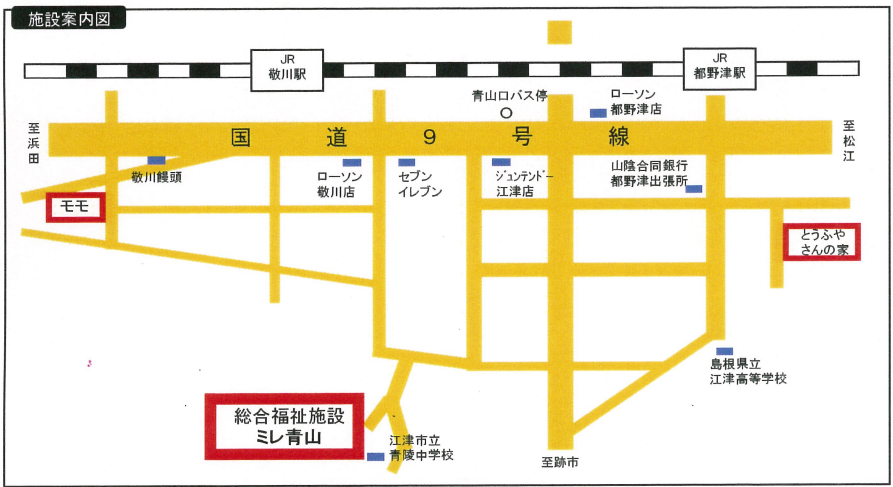 施設案内図
JR
敬川駅
JR
都野津駅
青山口バス停
ローソン
都野津店
至浜田
国道9号線
至松江
敬川饅頭
ローソン
敬川店
セブン
イレブン
ジュンテンドー
江津店
山陰合同銀行
都野津出張所
モモ
とうふや
さんの家
島根県立
江津高等学校
総合福祉施設
ミレ青山
江津市立
青陵中学校
至跡市